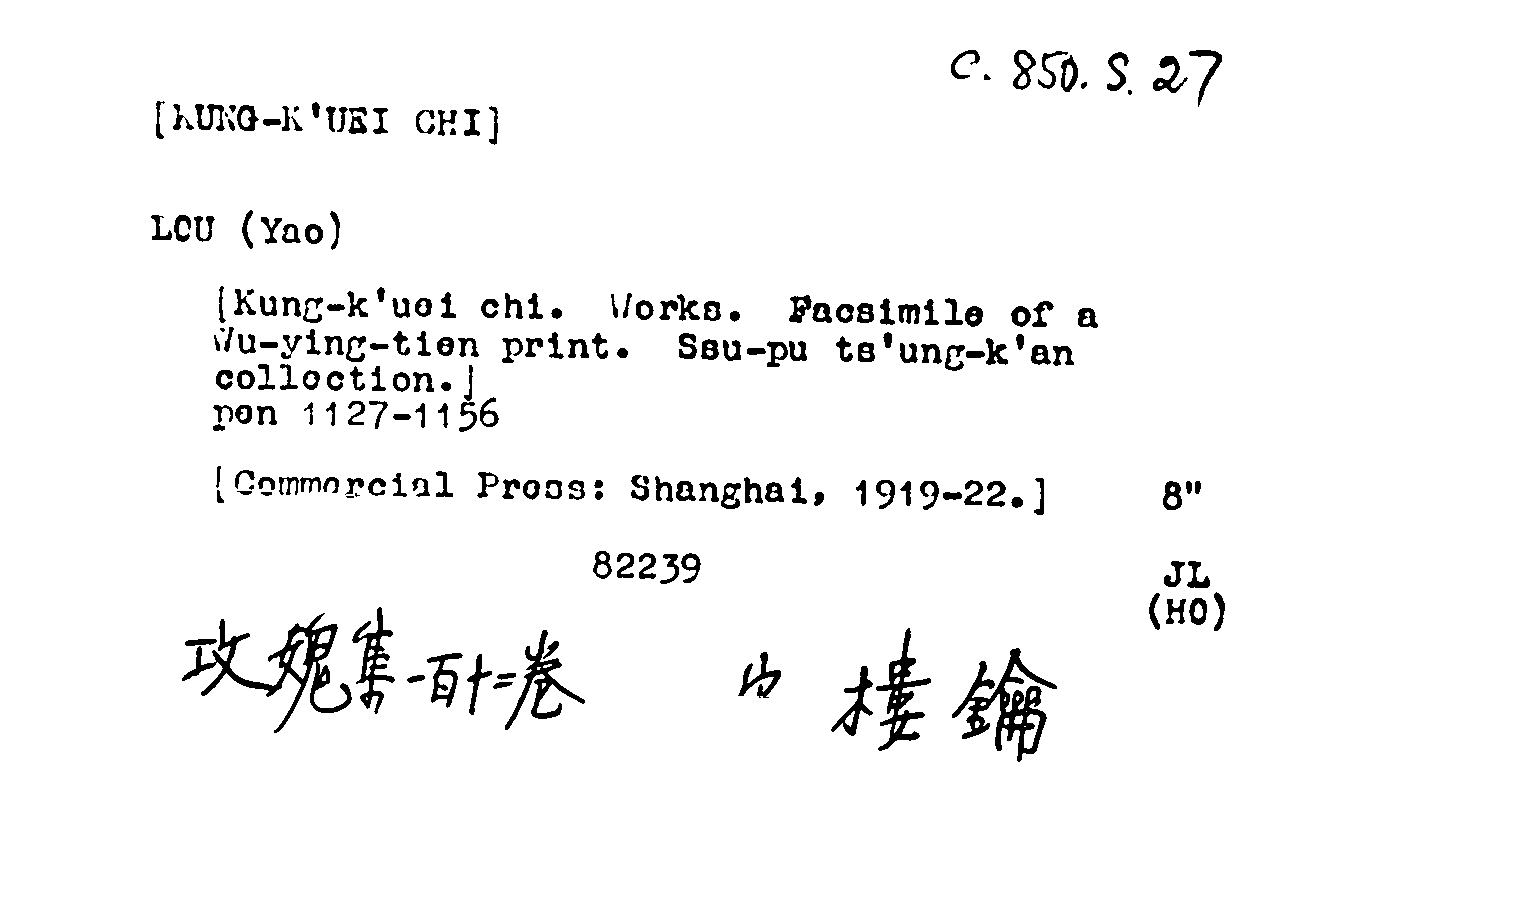 C. 850. S. 27
[KUNG-K'UEI CHI]
LOU (Yao)
[Kung-k'uei chi. Works. Facsimile of a
Wu-ying-tien print. Ssu-pu ts'ung-k'an
collection.]
pen 1127-1156
[Commercial Press: Shanghai, 1919-22.] 8"
82239 JL
(HO)
攻媿集一百十二卷 樓鑰